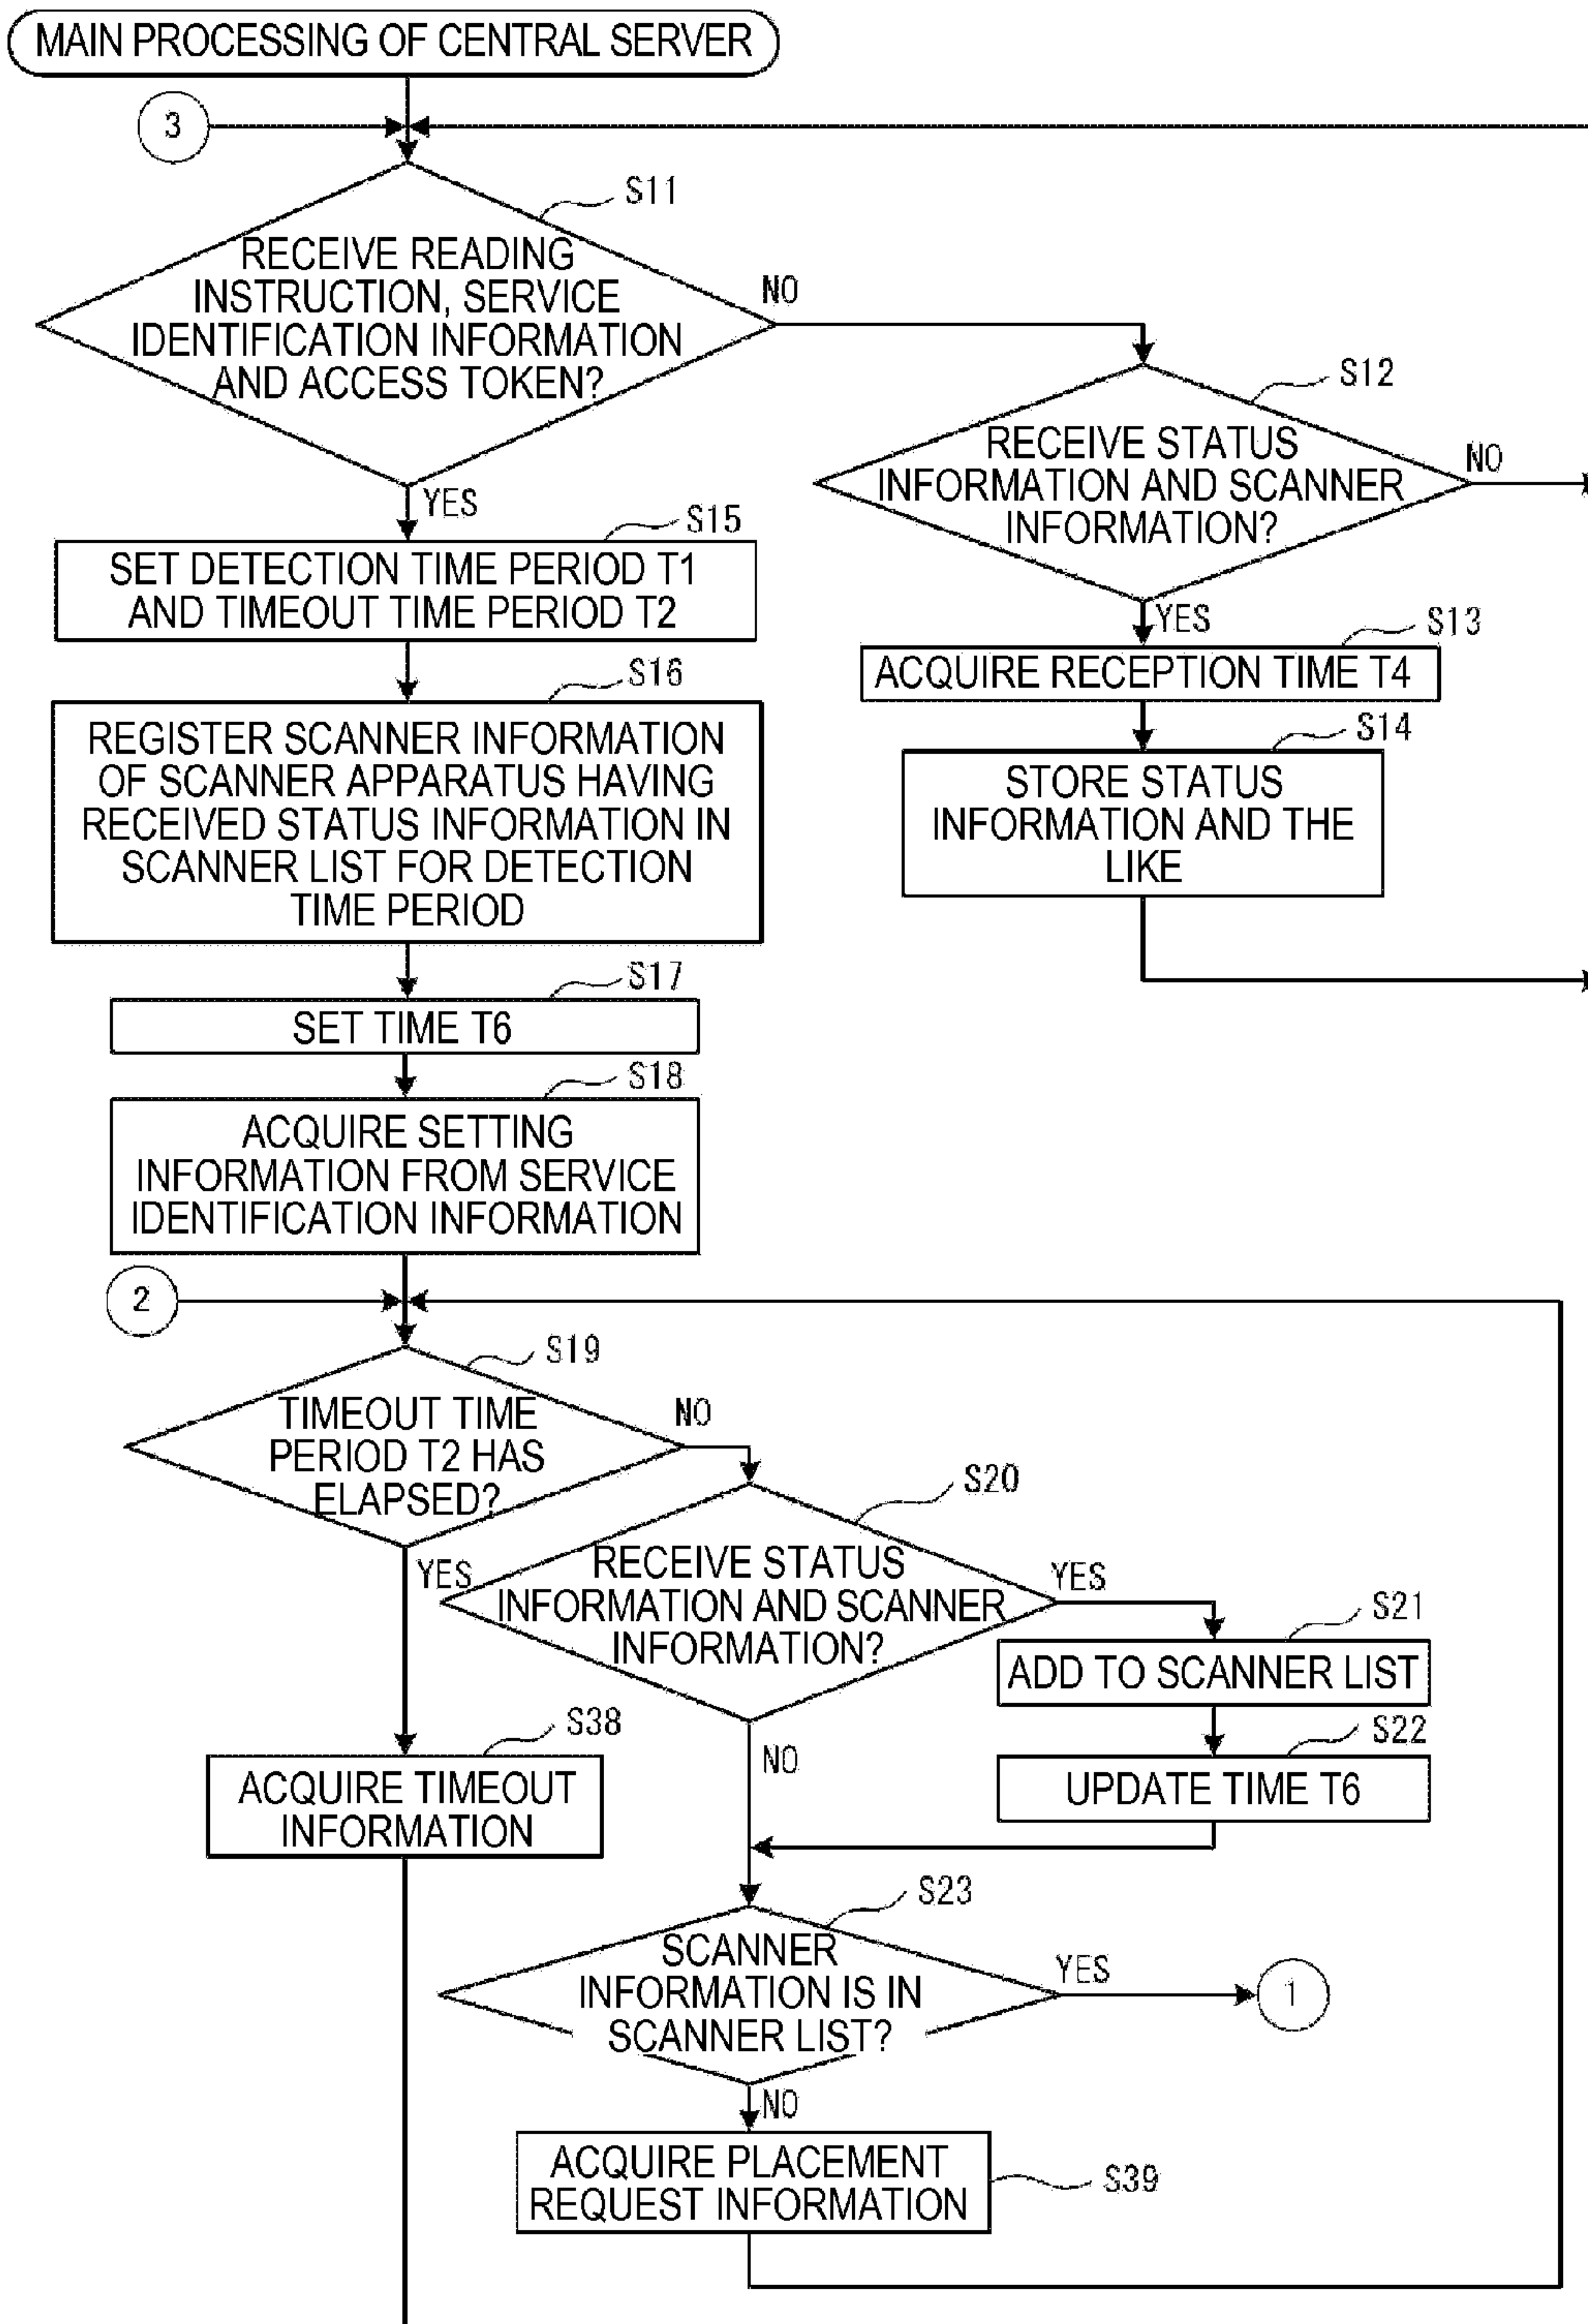 MAIN PROCESSING OF CENTRAL SERVER
3
S11
RECEIVE READING
INSTRUCTION, SERVICE
IDENTIFICATION INFORMATION
AND ACCESS TOKEN?
NO
YES
S12
RECEIVE STATUS
INFORMATION AND SCANNER
INFORMATION?
NO
YES
S13
ACQUIRE RECEPTION TIME T4
S14
STORE STATUS
INFORMATION AND THE
LIKE
S15
SET DETECTION TIME PERIOD T1
AND TIMEOUT TIME PERIOD T2
S16
REGISTER SCANNER INFORMATION
OF SCANNER APPARATUS HAVING
RECEIVED STATUS INFORMATION IN
SCANNER LIST FOR DETECTION
TIME PERIOD
S17
SET TIME T6
S18
ACQUIRE SETTING
INFORMATION FROM SERVICE
IDENTIFICATION INFORMATION
2
S19
TIMEOUT TIME
PERIOD T2 HAS
ELAPSED?
NO
YES
S20
RECEIVE STATUS
INFORMATION AND SCANNER
INFORMATION?
YES
NO
S21
ADD TO SCANNER LIST
S22
UPDATE TIME T6
S38
ACQUIRE TIMEOUT
INFORMATION
S23
SCANNER
INFORMATION IS IN
SCANNER LIST?
YES
1
NO
ACQUIRE PLACEMENT
REQUEST INFORMATION
S39